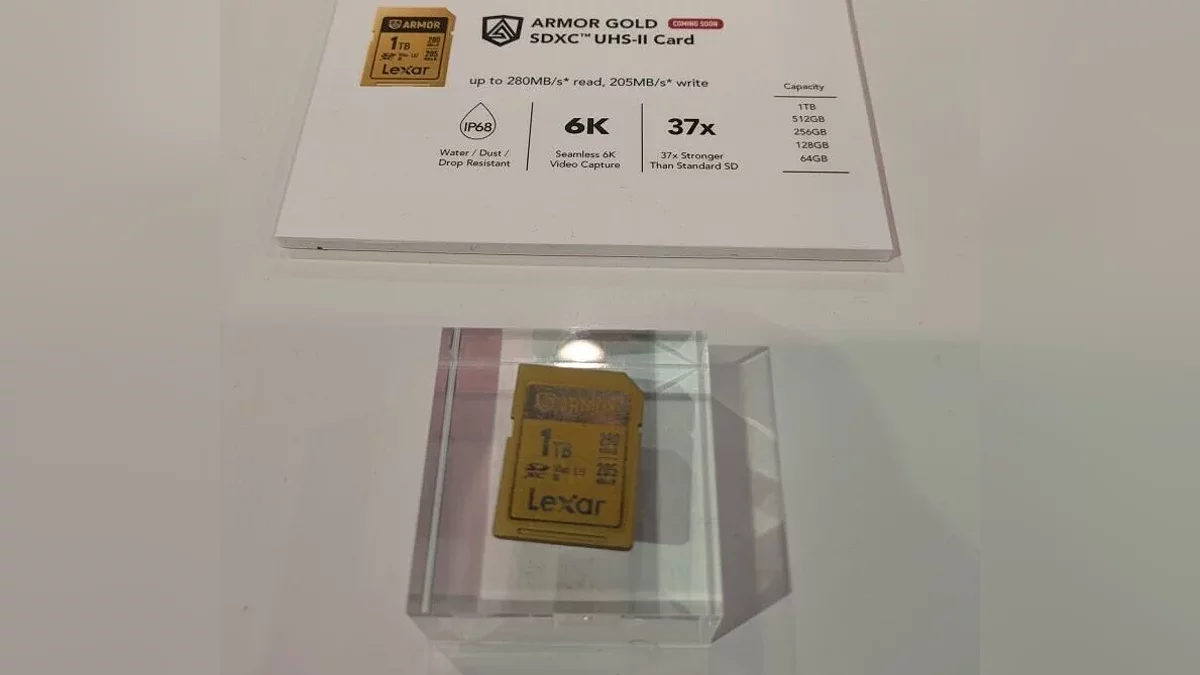 ARMOR
1TB
280
205
Lexar
ARMOR GOLD COMING SOON
SDXC™ UHS-II Card
up to 280MB/s* read, 205MB/s* write
IP68
Water / Dust /
Drop Resistant
6K
Seamless 6K
Video Capture
37x
37x Stronger
Than Standard SD
Capacity
1TB
512GB
256GB
128GB
64GB
ARMOR
1TB
280
205
Lexar